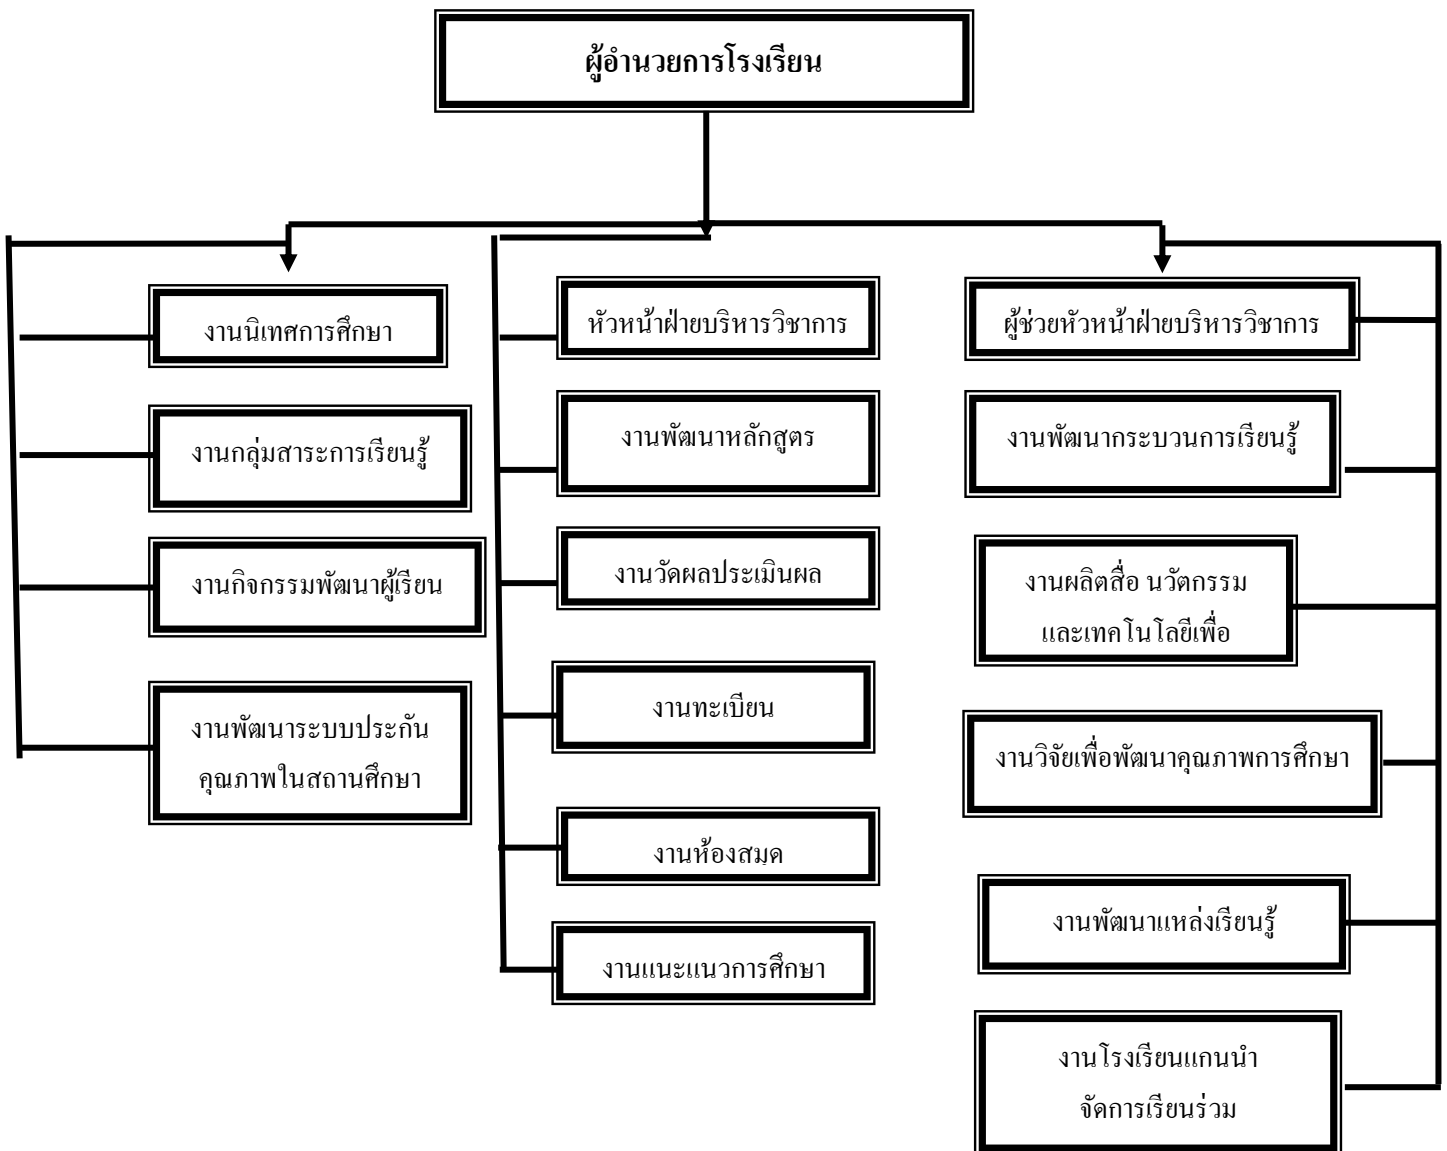 ผู้อำนวยการโรงเรียน
งานนิเทศการศึกษา
งานกลุ่มสาระการเรียนรู้
งานกิจกรรมพัฒนาผู้เรียน
งานพัฒนาระบบประกัน
คุณภาพในสถานศึกษา
หัวหน้าฝ่ายบริหารวิชาการ
งานพัฒนาหลักสูตร
งานวัดผลประเมินผล
งานทะเบียน
งานห้องสมุด
งานแนะแนวการศึกษา
ผู้ช่วยหัวหน้าฝ่ายบริหารวิชาการ
งานพัฒนากระบวนการเรียนรู้
งานผลิตสื่อ นวัตกรรม
และเทคโนโลยีเพื่อ
งานวิจัยเพื่อพัฒนาคุณภาพการศึกษา
งานพัฒนาแหล่งเรียนรู้
งานโรงเรียนแกนนำ
จัดการเรียนร่วม